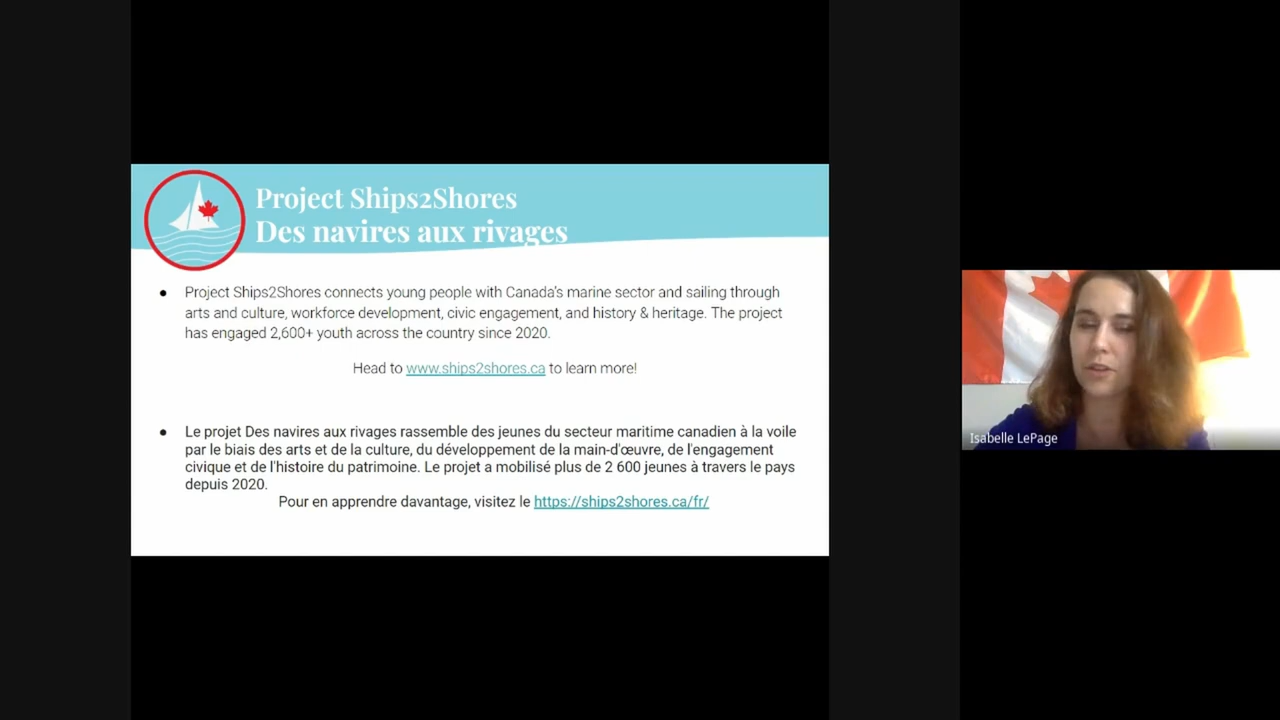 Project Ships2Shores
Des navires aux rivages
● Project Ships2Shores connects young people with Canada's marine sector and sailing through
arts and culture, workforce development, civic engagement, and history & heritage. The project
has engaged 2,600+ youth across the country since 2020.
Head to www.ships2shores.ca to learn more!
● Le projet Des navires aux rivages rassemble des jeunes du secteur maritime canadien à la voile
par le biais des arts et de la culture, du développement de la main-d'œuvre, de l'engagement
civique et de l'histoire du patrimoine. Le projet a mobilisé plus de 2 600 jeunes à travers le pays
depuis 2020.
Pour en apprendre davantage, visitez le https://ships2shores.ca/fr/
Isabelle LePage